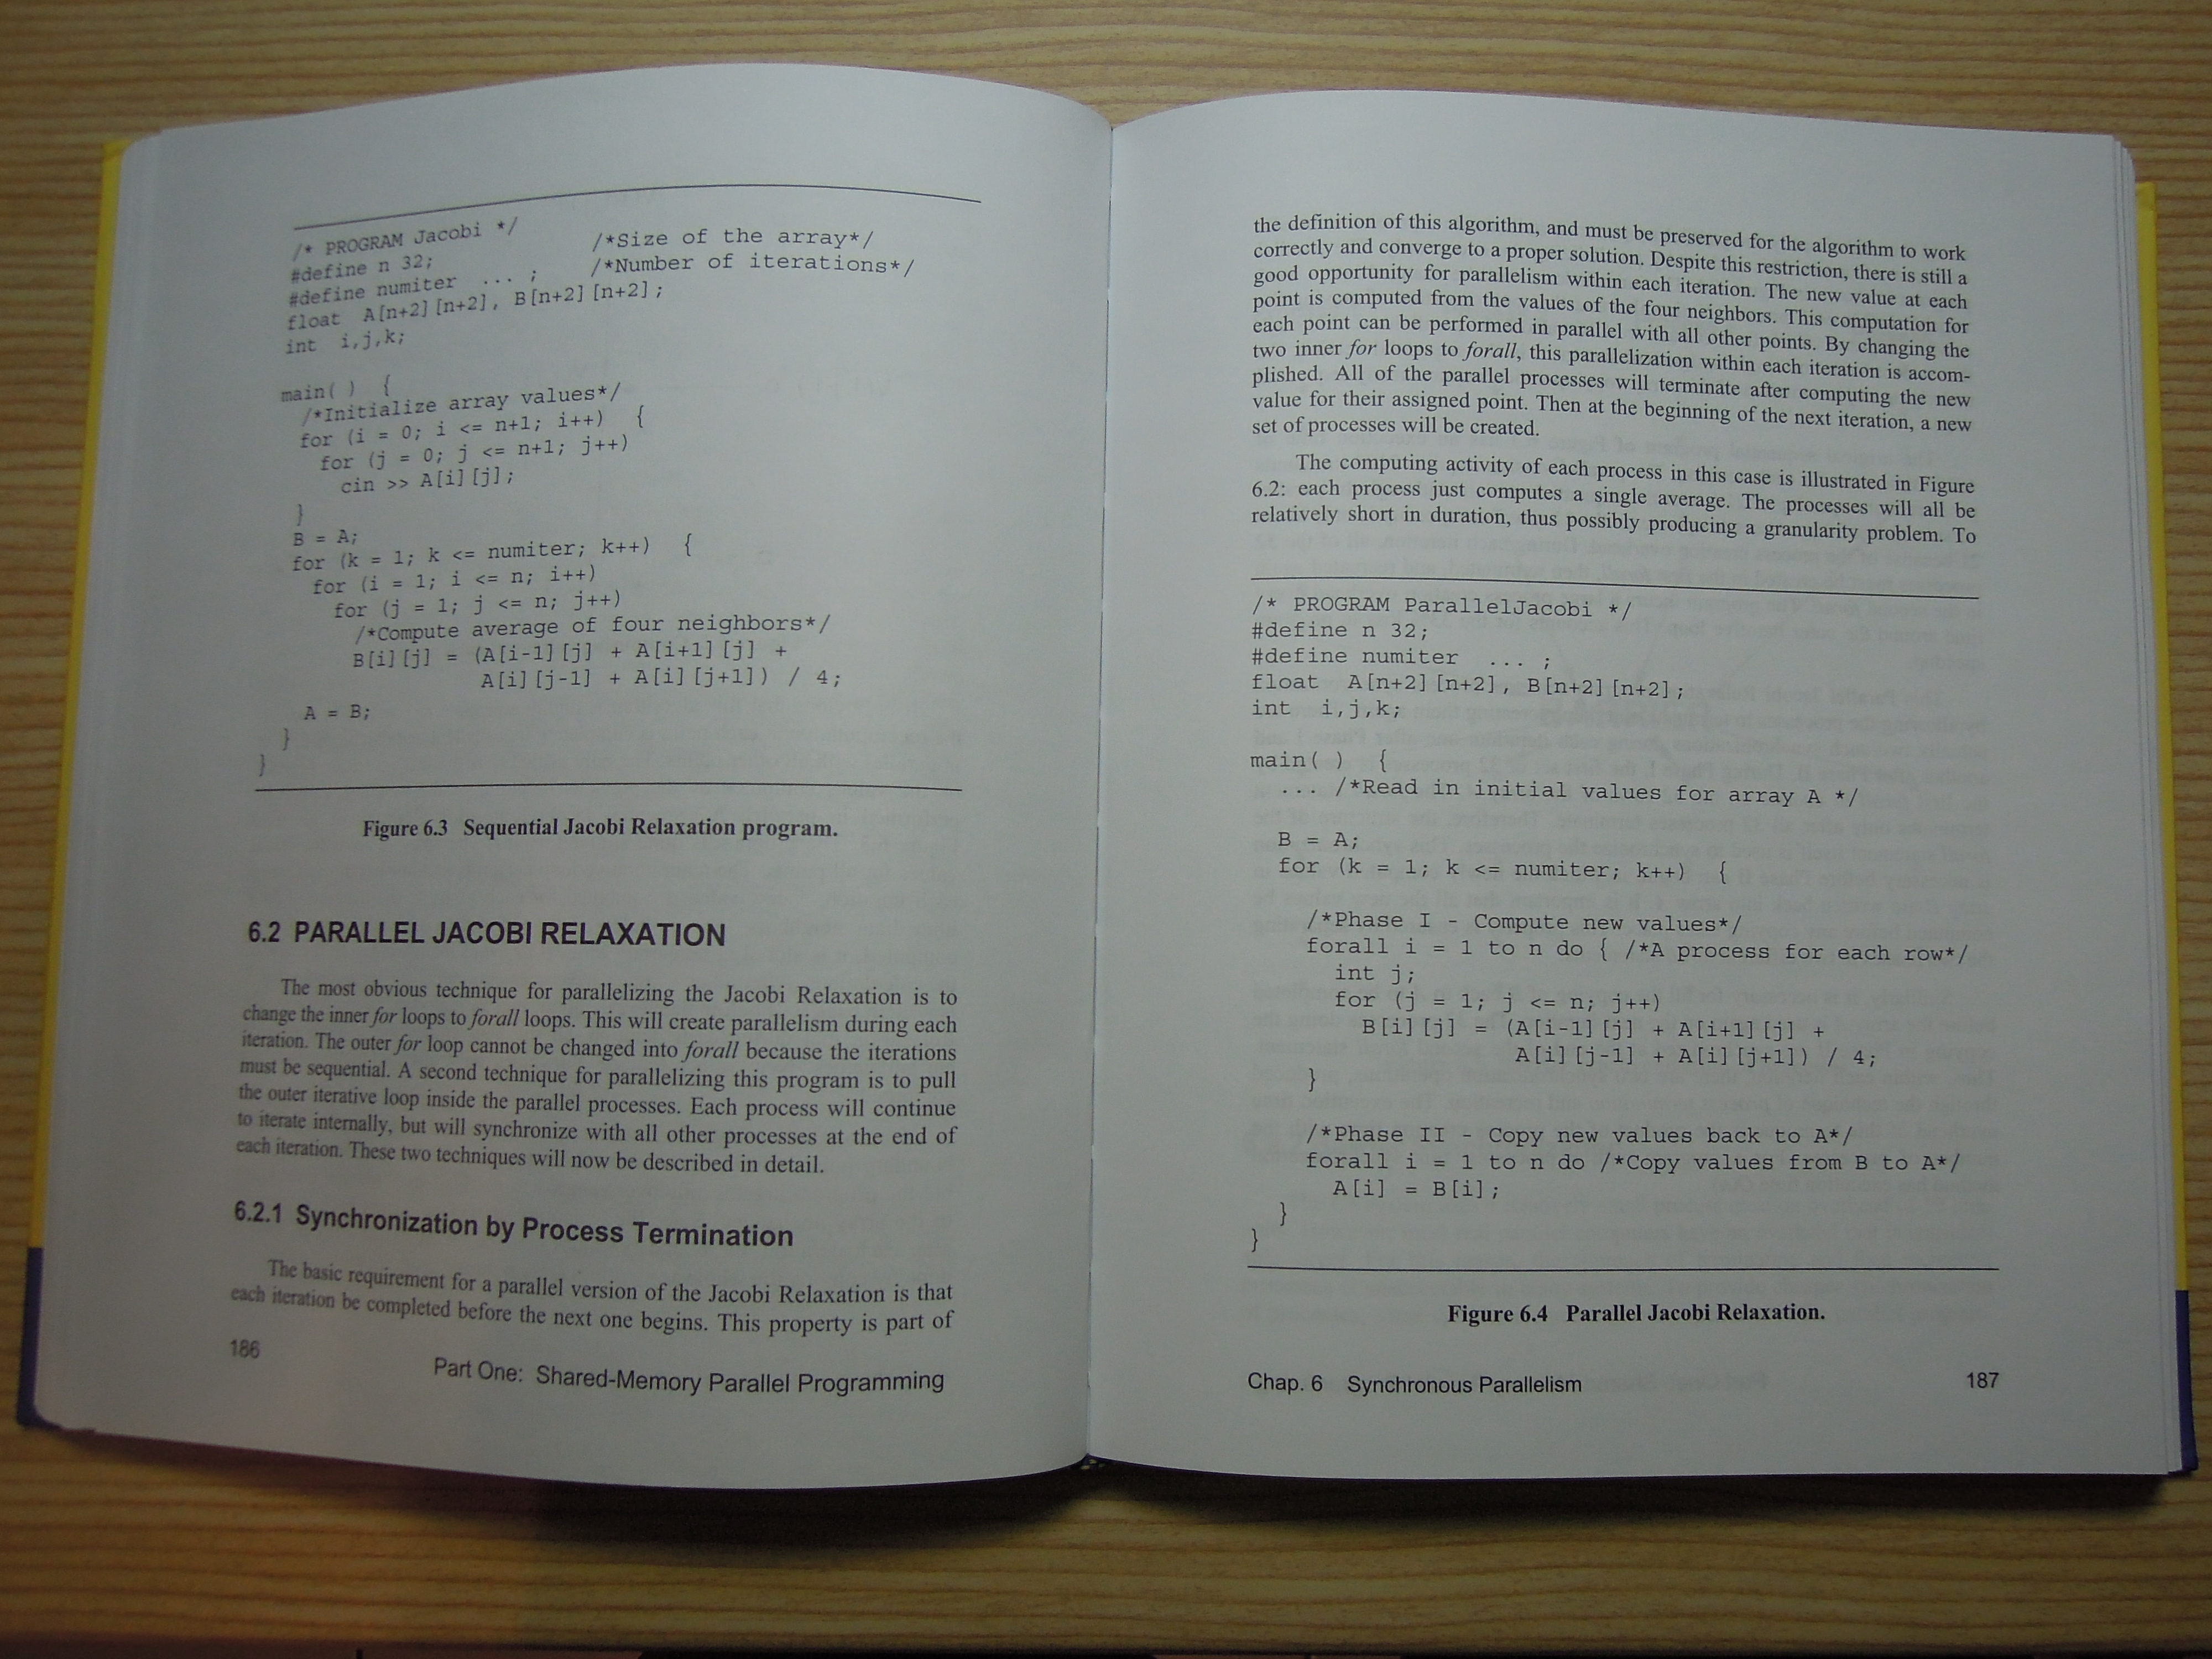 /* PROGRAM Jacobi */
#define n 32; /*Size of the array*/
#define numiter ... ; /*Number of iterations*/
float A[n+2][n+2], B[n+2][n+2];
int i,j,k;
main( ) {
/*Initialize array values*/
for (i = 0; i <= n+1; i++) {
for (j = 0; j <= n+1; j++)
cin >> A[i][j];
}
B = A;
for (k = 1; k <= numiter; k++) {
for (i = 1; i <= n; i++)
for (j = 1; j <= n; j++)
/*Compute average of four neighbors*/
B[i][j] = (A[i-1][j] + A[i+1][j] +
A[i][j-1] + A[i][j+1]) / 4;
A = B;
}
}
Figure 6.3 Sequential Jacobi Relaxation program.
6.2 PARALLEL JACOBI RELAXATION
The most obvious technique for parallelizing the Jacobi Relaxation is to
change the inner for loops to forall loops. This will create parallelism during each
iteration. The outer for loop cannot be changed into forall because the iterations
must be sequential. A second technique for parallelizing this program is to pull
the outer iterative loop inside the parallel processes. Each process will continue
to iterate internally, but will synchronize with all other processes at the end of
each iteration. These two techniques will now be described in detail.
6.2.1 Synchronization by Process Termination
The basic requirement for a parallel version of the Jacobi Relaxation is that
each iteration be completed before the next one begins. This property is part of
186
Part One: Shared-Memory Parallel Programming
the definition of this algorithm, and must be preserved for the algorithm to work
correctly and converge to a proper solution. Despite this restriction, there is still a
good opportunity for parallelism within each iteration. The new value at each
point is computed from the values of the four neighbors. This computation for
each point can be performed in parallel with all other points. By changing the
two inner for loops to forall, this parallelization within each iteration is accom-
plished. All of the parallel processes will terminate after computing the new
value for their assigned point. Then at the beginning of the next iteration, a new
set of processes will be created.
The computing activity of each process in this case is illustrated in Figure
6.2: each process just computes a single average. The processes will all be
relatively short in duration, thus possibly producing a granularity problem. To
/* PROGRAM ParallelJacobi */
#define n 32;
#define numiter ... ;
float A[n+2][n+2], B[n+2][n+2];
int i,j,k;
main( ) {
... /*Read in initial values for array A */
B = A;
for (k = 1; k <= numiter; k++) {
/*Phase I - Compute new values*/
forall i = 1 to n do { /*A process for each row*/
int j;
for (j = 1; j <= n; j++)
B[i][j] = (A[i-1][j] + A[i+1][j] +
A[i][j-1] + A[i][j+1]) / 4;
}
/*Phase II - Copy new values back to A*/
forall i = 1 to n do /*Copy values from B to A*/
A[i] = B[i];
}
}
Figure 6.4 Parallel Jacobi Relaxation.
Chap. 6 Synchronous Parallelism 187